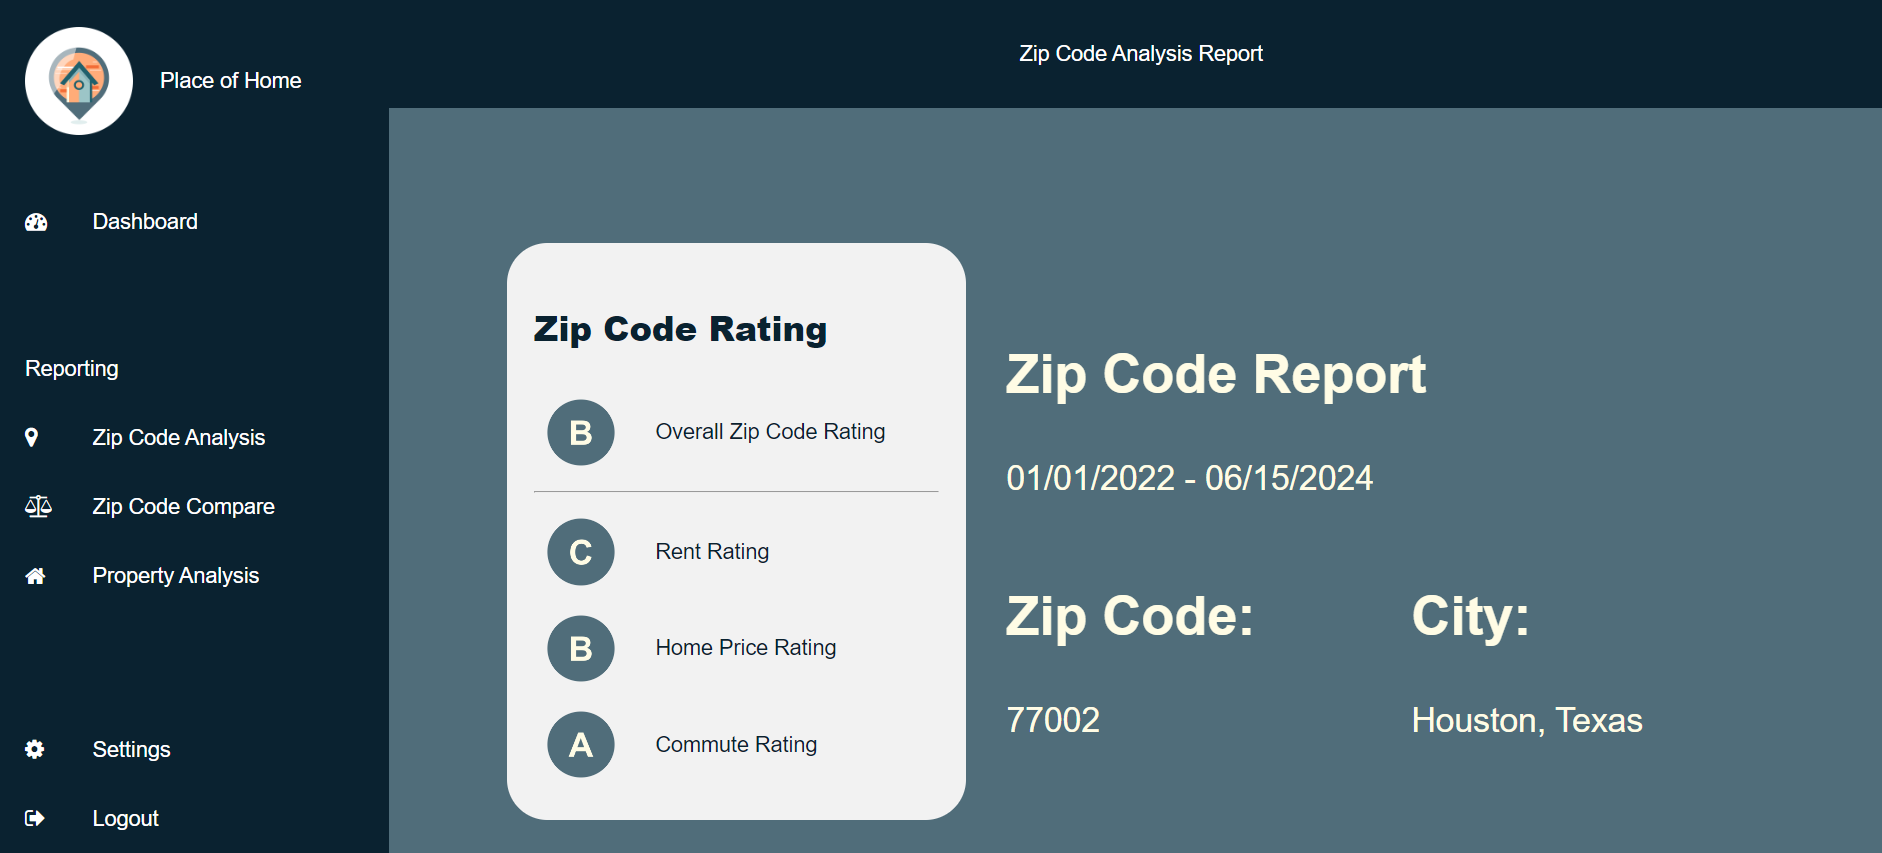 Place of Home
Zip Code Analysis Report
Dashboard
Reporting
Zip Code Analysis
Zip Code Compare
Property Analysis
Settings
Logout
Zip Code Rating
B Overall Zip Code Rating
C Rent Rating
B Home Price Rating
A Commute Rating
Zip Code Report
01/01/2022 - 06/15/2024
Zip Code: City:
77002 Houston, Texas